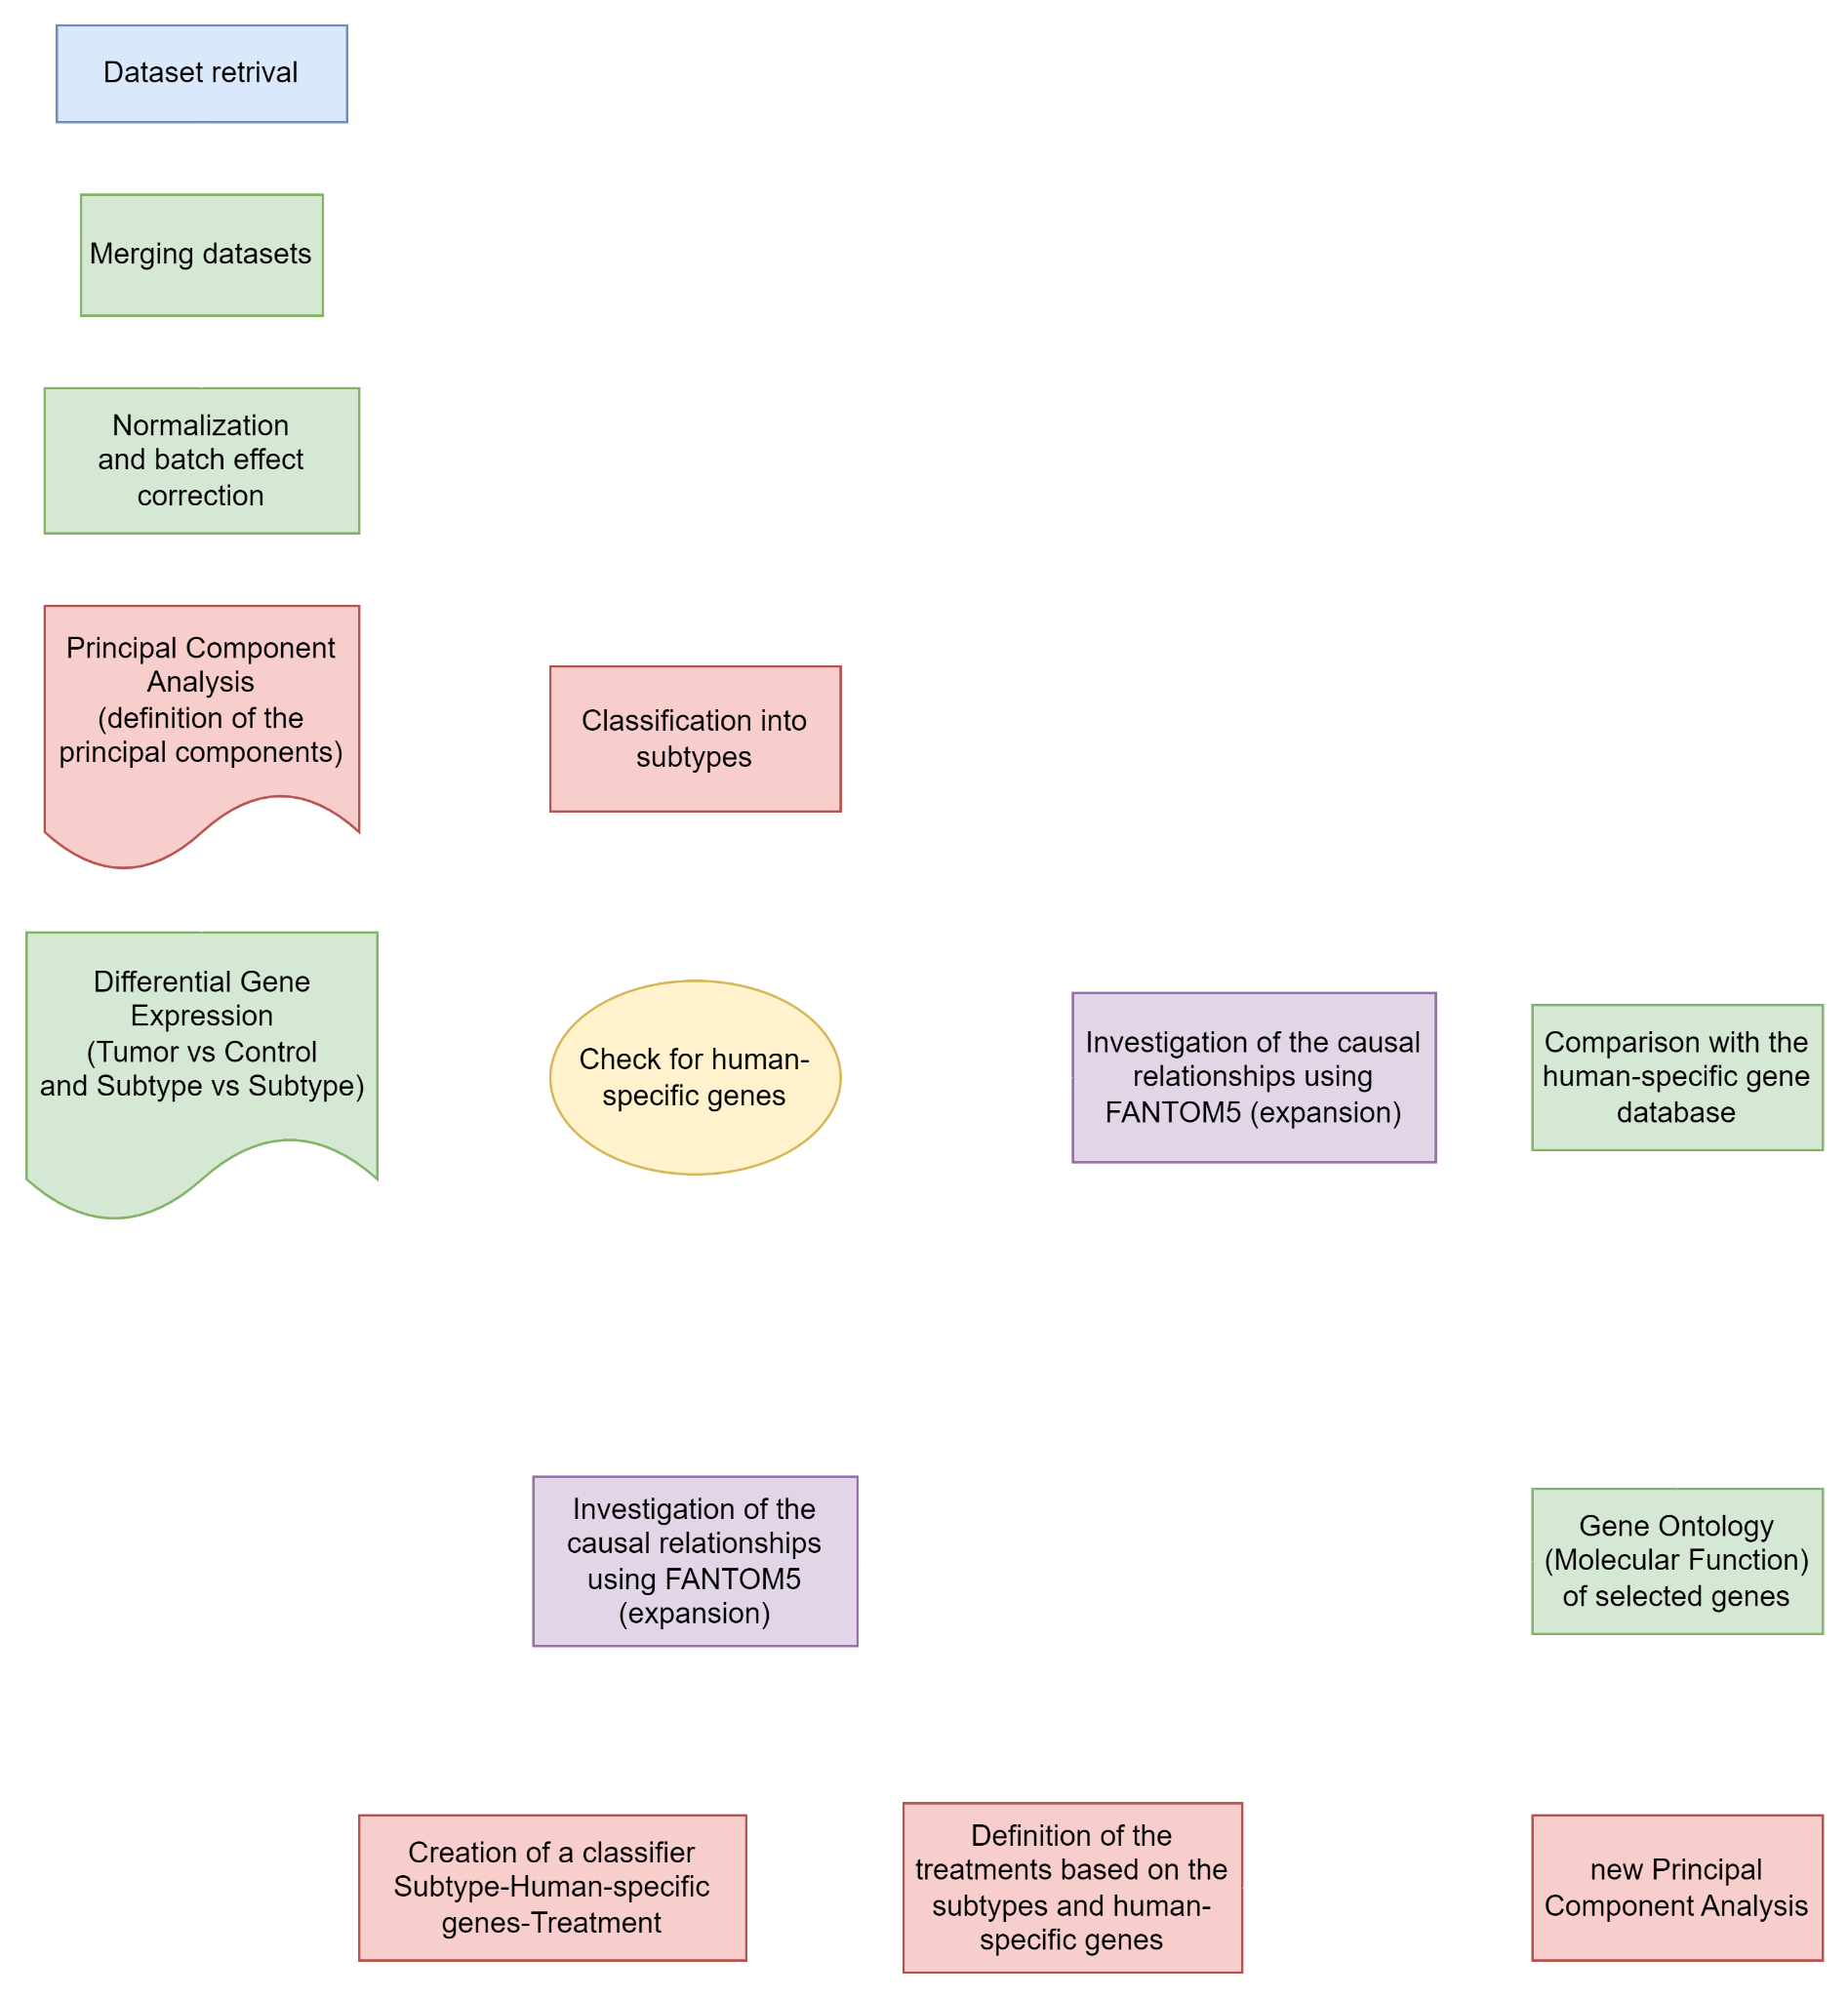 Dataset retrival
Merging datasets
Normalization
and batch effect
correction
Principal Component
Analysis
(definition of the
principal components)
Classification into
subtypes
Differential Gene
Expression
(Tumor vs Control
and Subtype vs Subtype)
Check for human-
specific genes
Investigation of the causal
relationships using
FANTOM5 (expansion)
Comparison with the
human-specific gene
database
Investigation of the
causal relationships
using FANTOM5
(expansion)
Gene Ontology
(Molecular Function)
of selected genes
Creation of a classifier
Subtype-Human-specific
genes-Treatment
Definition of the
treatments based on the
subtypes and human-
specific genes
new Principal
Component Analysis